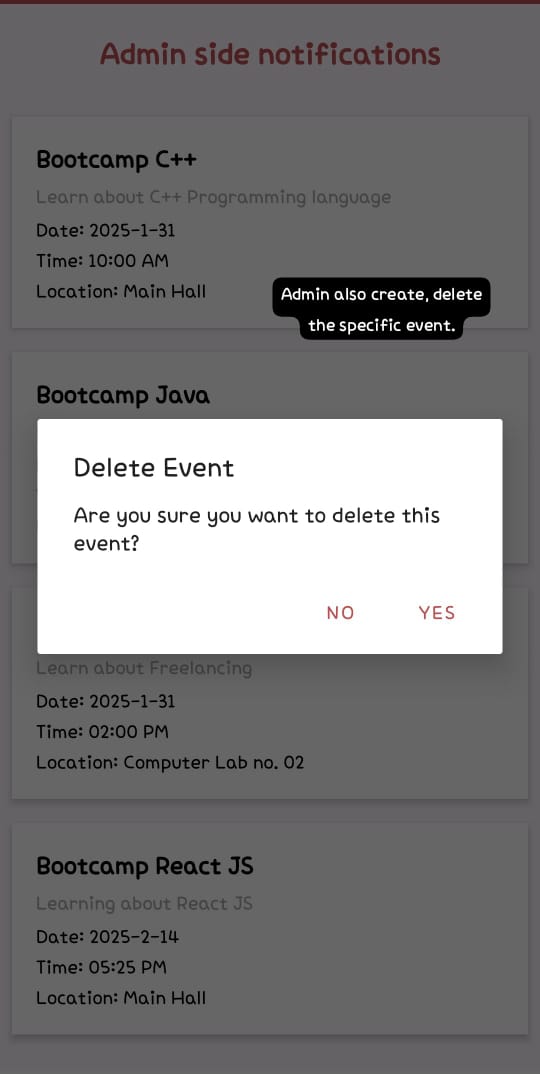 Admin side notifications
Bootcamp C++
Learn about C++ Programming language
Date: 2025-1-31
Time: 10:00 AM
Location: Main Hall
Admin also create, delete
the specific event.
Bootcamp Java
Delete Event
Are you sure you want to delete this
event?
NO YES
Learn about Freelancing
Date: 2025-1-31
Time: 02:00 PM
Location: Computer Lab no. 02
Bootcamp React JS
Learning about React JS
Date: 2025-2-14
Time: 05:25 PM
Location: Main Hall